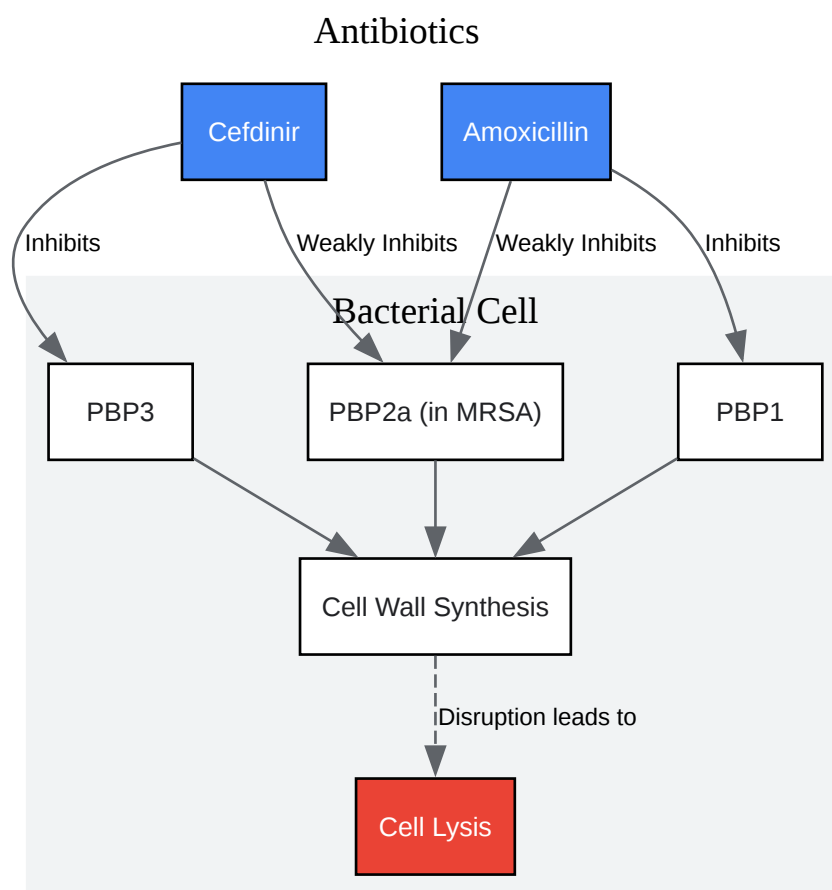 Antibiotics
Cefdinir
Amoxicillin
Inhibits
Weakly Inhibits
Weakly Inhibits
Inhibits
Bacterial Cell
PBP3
PBP2a (in MRSA)
PBP1
Cell Wall Synthesis
Disruption leads to
Cell Lysis